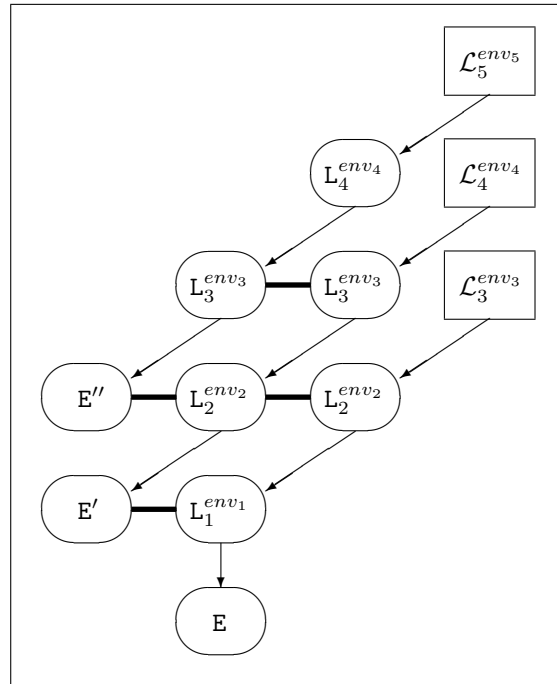 ℒ₅^{env₅}
L₄^{env₄} ℒ₄^{env₄}
L₃^{env₃} L₃^{env₃} ℒ₃^{env₃}
E″ L₂^{env₂} L₂^{env₂}
E′ L₁^{env₁}
E